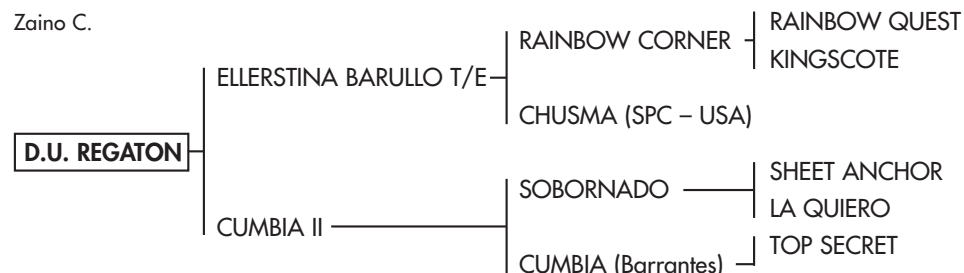 Zaino C.
RAINBOW QUEST
RAINBOW CORNER
KINGSCOTE
ELLERSTINA BARULLO T/E
CHUSMA (SPC – USA)
D.U. REGATON
SHEET ANCHOR
SOBORNADO
LA QUIERO
CUMBIA II
TOP SECRET
CUMBIA (Barrantes)